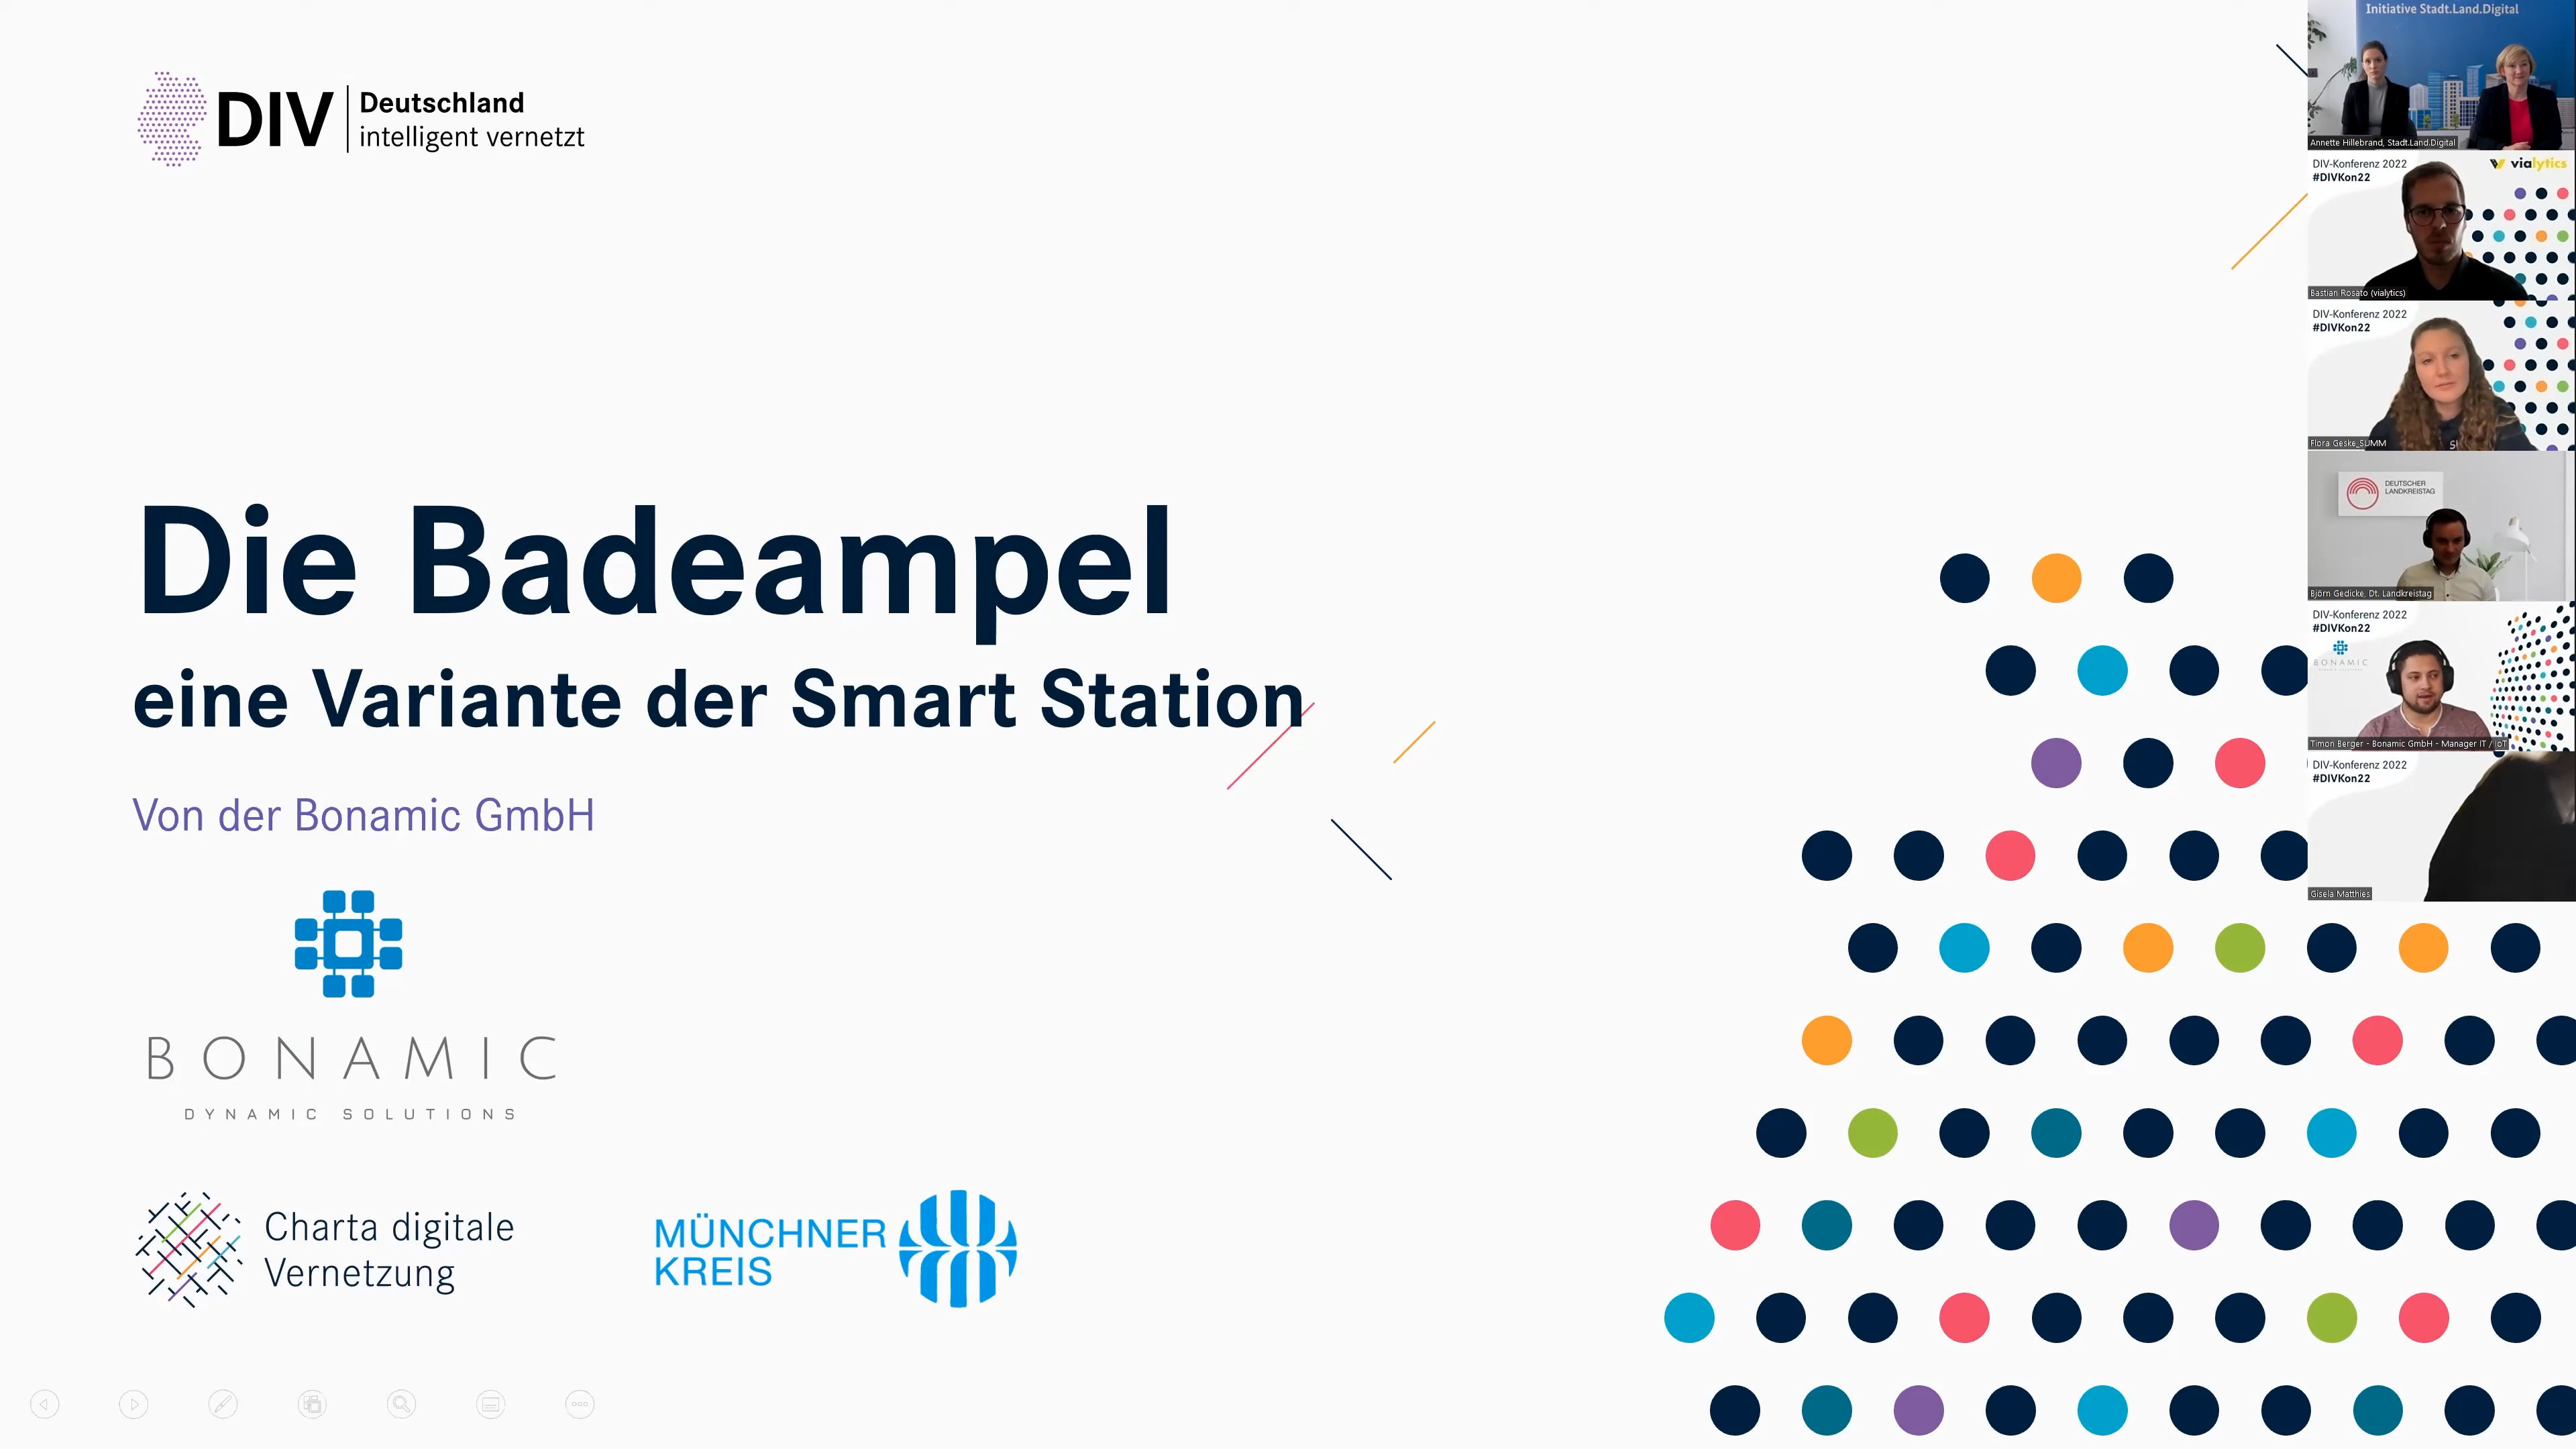 DIV
Deutschland
intelligent vernetzt
Die Badeampel
eine Variante der Smart Station
Von der Bonamic GmbH
BONAMIC
DYNAMIC SOLUTIONS
Charta digitale
Vernetzung
MÜNCHNER
KREIS
Initiative Stadt.Land.Digital
Annette Hillebrand, Stadt.Land.Digital
DIV-Konferenz 2022
#DIVKon22
vialytics
Bastian Rosato (vialytics)
DIV-Konferenz 2022
#DIVKon22
Flora Geske_SUMM
DEUTSCHER
LANDKREISTAG
Björn Gedicke, Dt. Landkreistag
DIV-Konferenz 2022
#DIVKon22
BONAMIC
Timon Berger - Bonamic GmbH - Manager IT / IoT
DIV-Konferenz 2022
#DIVKon22
Gisela Matthies